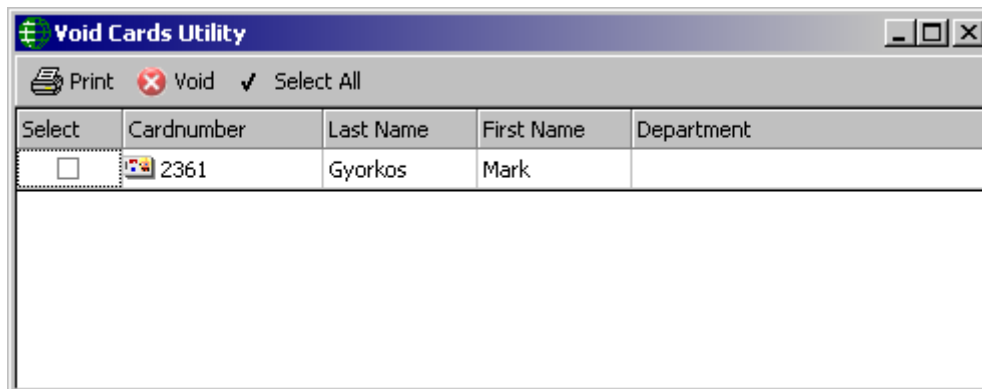 Void Cards Utility
Print Void Select All
Select Cardnumber Last Name First Name Department
2361 Gyorkos Mark